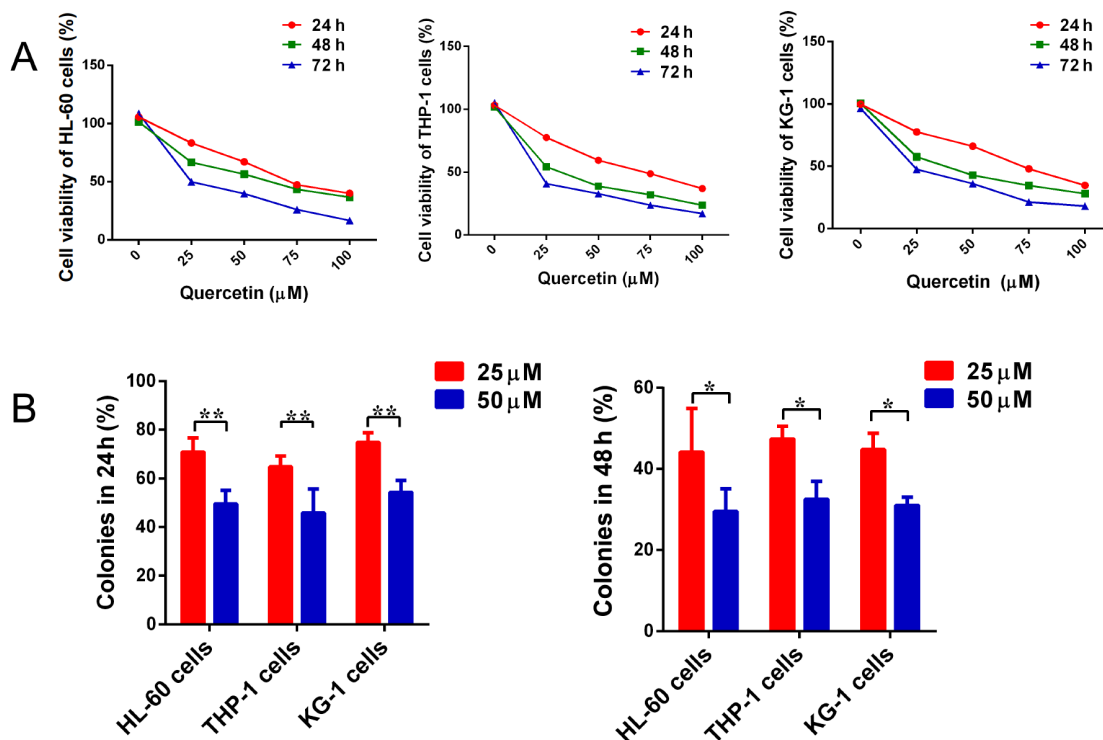 A
Cell viability of HL-60 cells (%)
150
100
50
0
0
25
50
75
100
Quercetin (μM)
24 h
48 h
72 h
Cell viability of THP-1 cells (%)
150
100
50
0
0
25
50
75
100
Quercetin (μM)
24 h
48 h
72 h
Cell viability of KG-1 cells (%)
150
100
50
0
0
25
50
75
100
Quercetin (μM)
24 h
48 h
72 h
B
Colonies in 24 h (%)
100
80
60
40
20
0
** ** **
HL-60 cells
THP-1 cells
KG-1 cells
25 μM
50 μM
Colonies in 48 h (%)
60
40
20
0
* * *
HL-60 cells
THP-1 cells
KG-1 cells
25 μM
50 μM